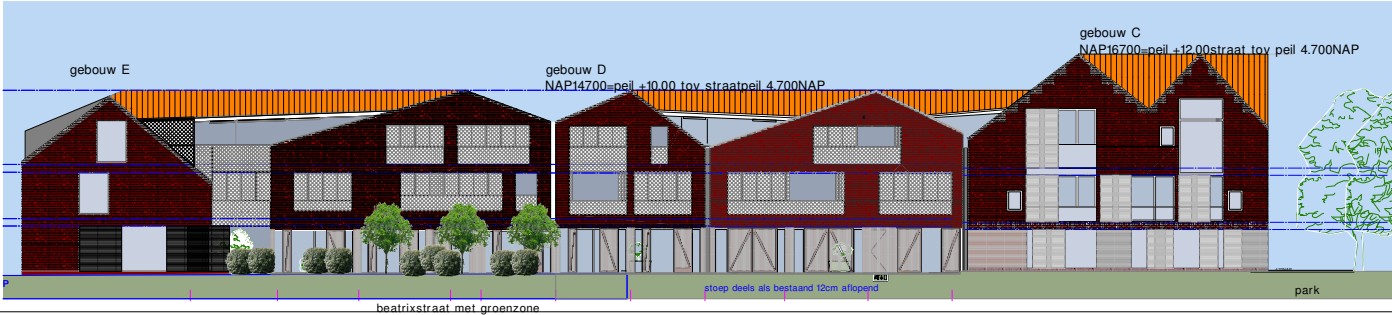 gebouw C
NAP16700=peil +12.00straat tov peil 4.700NAP
gebouw E
gebouw D
NAP14700=peil +10.00 tov straatpeil 4.700NAP
P
stoep deels als bestaand 12cm aflopend
park
beatrixstraat met groenzone